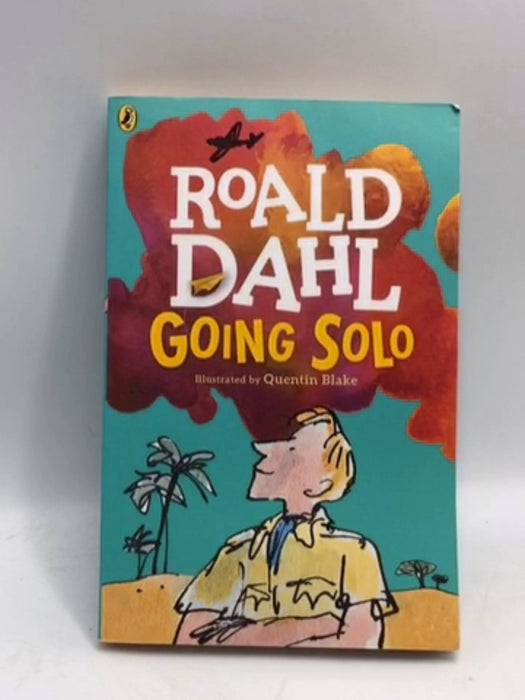 ROALD
DAHL
GOING SOLO
Illustrated by Quentin Blake